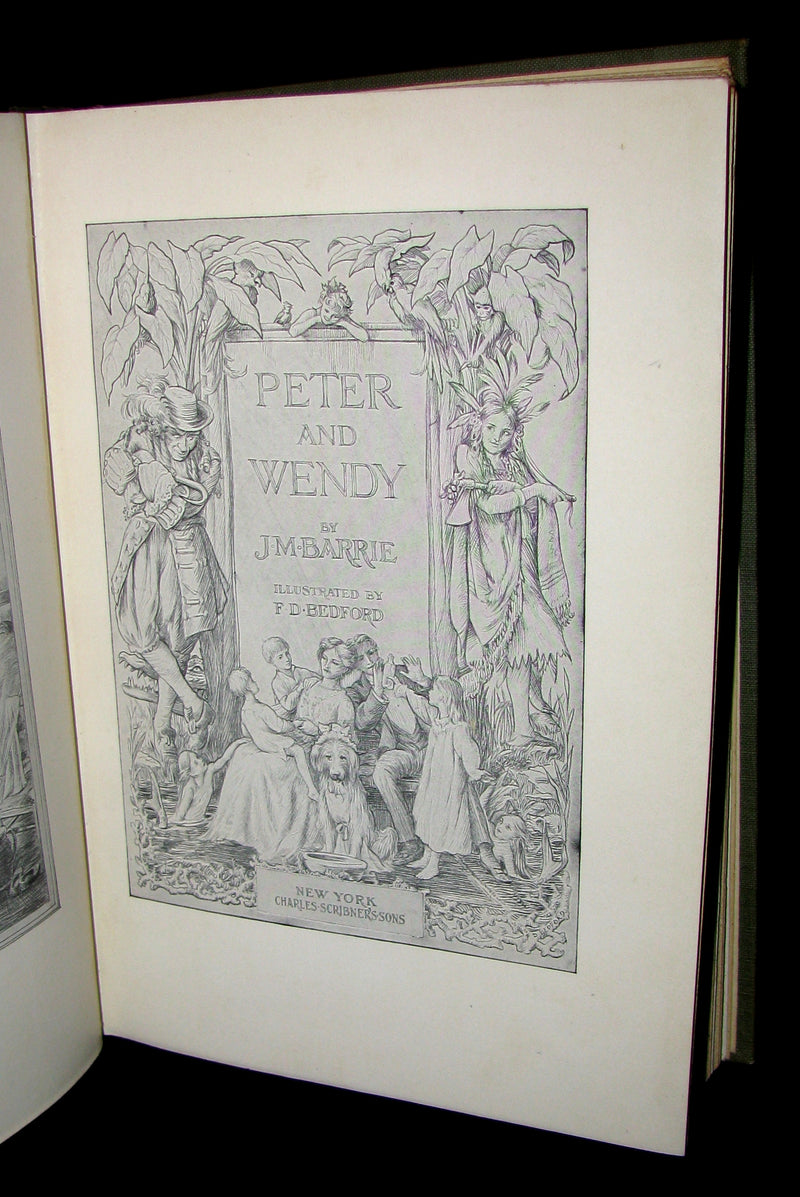 PETER
AND
WENDY
BY
J·M·BARRIE
ILLUSTRATED BY
F D·BEDFORD
NEW YORK
CHARLES·SCRIBNER'S·SONS